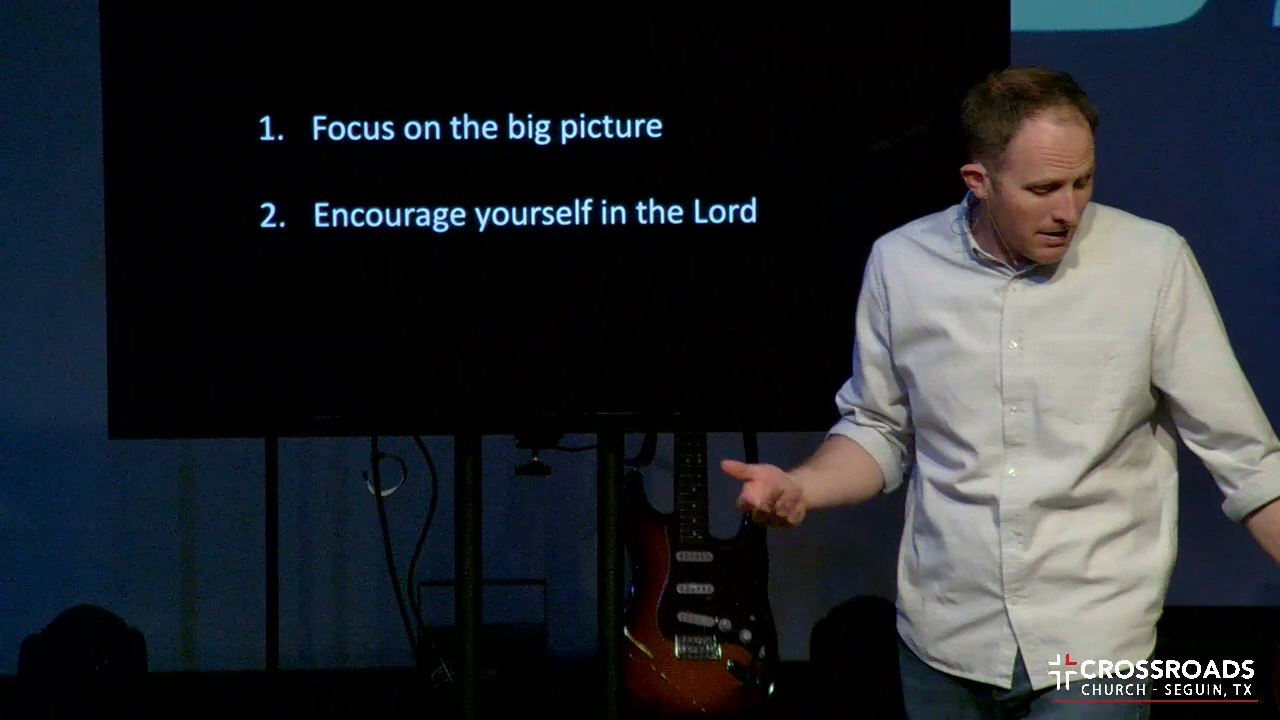 1. Focus on the big picture
2. Encourage yourself in the Lord
CROSSROADS
CHURCH - SEGUIN, TX